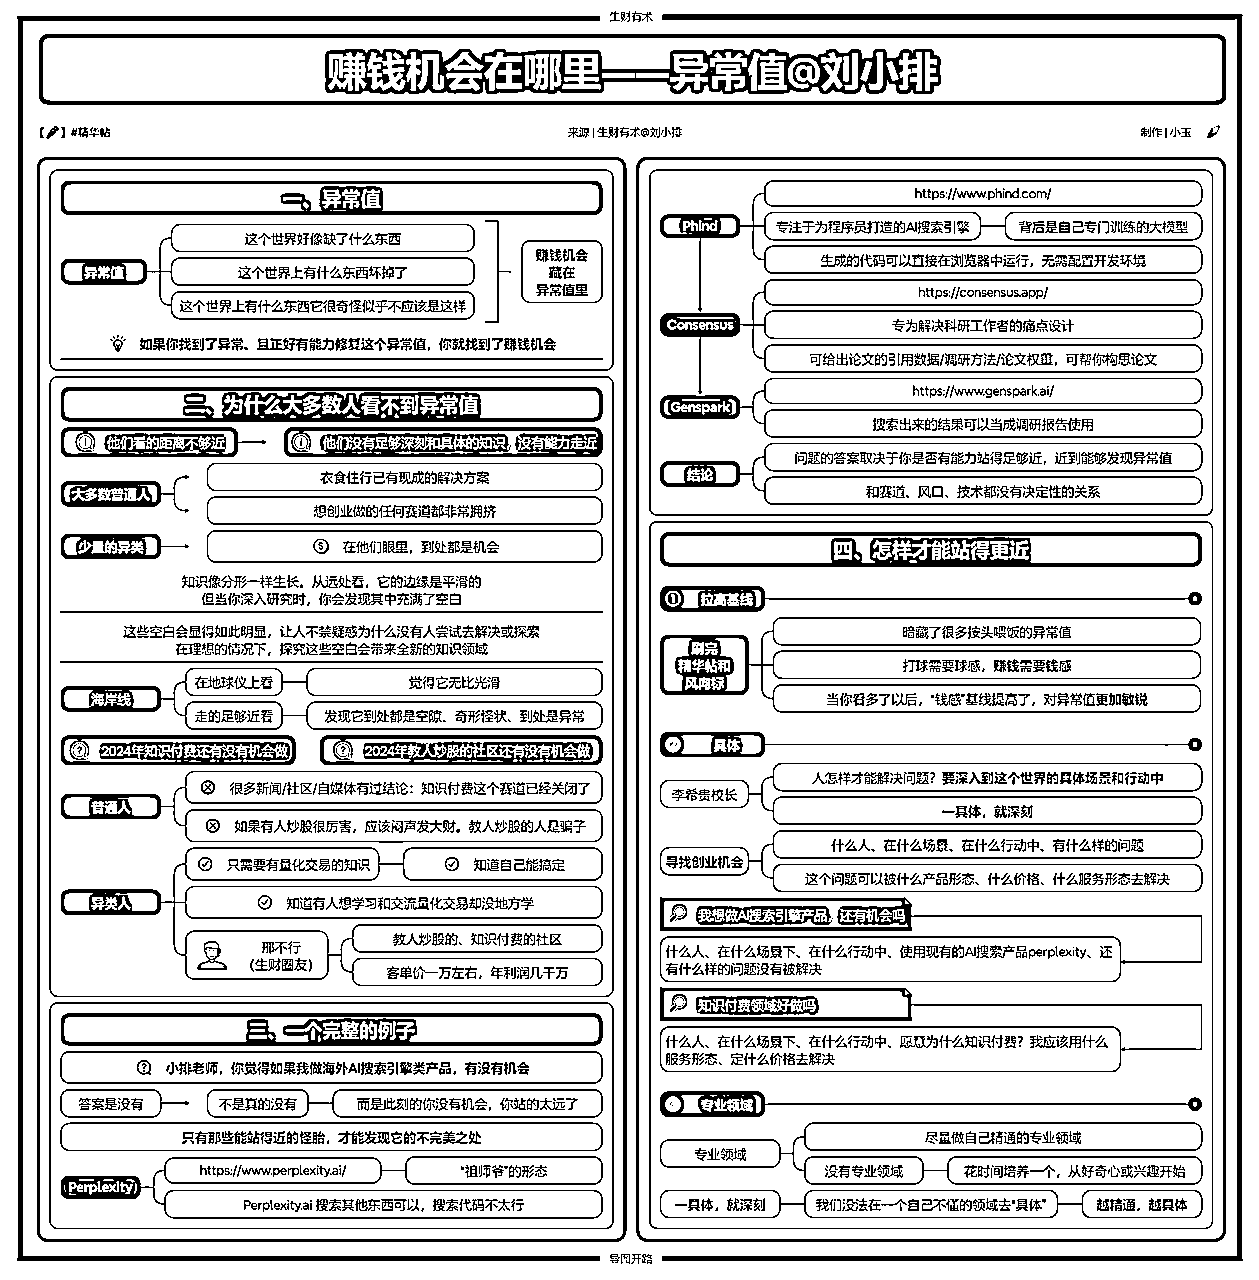 生财有术
赚钱机会在哪里——异常值@刘小排
【】#精华帖
来源|生财有术@刘小排
制作|小玉
一、异常值
异常值
这个世界好像缺了什么东西
这个世界上有什么东西坏掉了
这个世界上有什么东西它很奇怪似乎不应该是这样
赚钱机会
藏在
异常值里
如果你找到了异常、且正好有能力修复这个异常值，你就找到了赚钱机会
二、为什么大多数人看不到异常值
他们看的距离不够近
他们没有足够深刻和具体的知识，没有能力走近
大多数普通人
衣食住行已有现成的解决方案
想创业做的任何赛道都非常拥挤
少量的异类
在他们眼里，到处都是机会
知识像分形一样生长。从远处看，它的边缘是平滑的
但当你深入研究时，你会发现其中充满了空白
这些空白会显得如此明显，让人不禁疑惑为什么没有人尝试去解决或探索
在理想的情况下，探究这些空白会带来全新的知识领域
海岸线
在地球仪上看
觉得它无比光滑
走的足够近看
发现它到处都是空隙、奇形怪状、到处是异常
2024年知识付费还有没有机会做
2024年教人炒股的社区还有没有机会做
普通人
很多新闻/社区/自媒体有过结论：知识付费这个赛道已经关闭了
如果有人炒股很厉害，应该闷声发大财。教人炒股的人是骗子
异类人
只需要有量化交易的知识
知道自己能搞定
知道有人想学习和交流量化交易却没地方学
邢不行
(生财圈友)
教人炒股的、知识付费的社区
客单价一万左右，年利润几千万
三、一个完整的例子
小排老师，你觉得如果我做海外AI搜索引擎类产品，有没有机会
答案是没有
不是真的没有
而是此刻的你没有机会，你站的太远了
只有那些能站得近的怪胎，才能发现它的不完美之处
Perplexity
https://www.perplexity.ai/
“祖师爷”的形态
Perplexity.ai 搜索其他东西可以，搜索代码不太行
Phind
https://www.phind.com/
专注于为程序员打造的AI搜索引擎
背后是自己专门训练的大模型
生成的代码可以直接在浏览器中运行，无需配置开发环境
Consensus
https://consensus.app/
专为解决科研工作者的痛点设计
可给出论文的引用数据/调研方法/论文权重，可帮你构思论文
Genspark
https://www.genspark.ai/
搜索出来的结果可以当成调研报告使用
结论
问题的答案取决于你是否有能力站得足够近，近到能够发现异常值
和赛道、风口、技术都没有决定性的关系
四、怎样才能站得更近
① 拉高基线
刷完
精华帖和
风向标
暗藏了很多按头喂饭的异常值
打球需要球感，赚钱需要钱感
当你看多了以后，“钱感”基线提高了，对异常值更加敏锐
具体
李希贵校长
人怎样才能解决问题？要深入到这个世界的具体场景和行动中
一具体，就深刻
寻找创业机会
什么人、在什么场景、在什么行动中、有什么样的问题
这个问题可以被什么产品形态、什么价格、什么服务形态去解决
我想做AI搜索引擎产品，还有机会吗
什么人、在什么场景下、在什么行动中、使用现有的AI搜索产品perplexity、还
有什么样的问题没有被解决
知识付费领域好做吗
什么人、在什么场景下、在什么行动中、愿意为什么知识付费？我应该用什么
服务形态、定什么价格去解决
专业领域
专业领域
尽量做自己精通的专业领域
没有专业领域
花时间培养一个，从好奇心或兴趣开始
一具体，就深刻
我们没法在一个自己不懂的领域去“具体”
越精通，越具体
导图开路